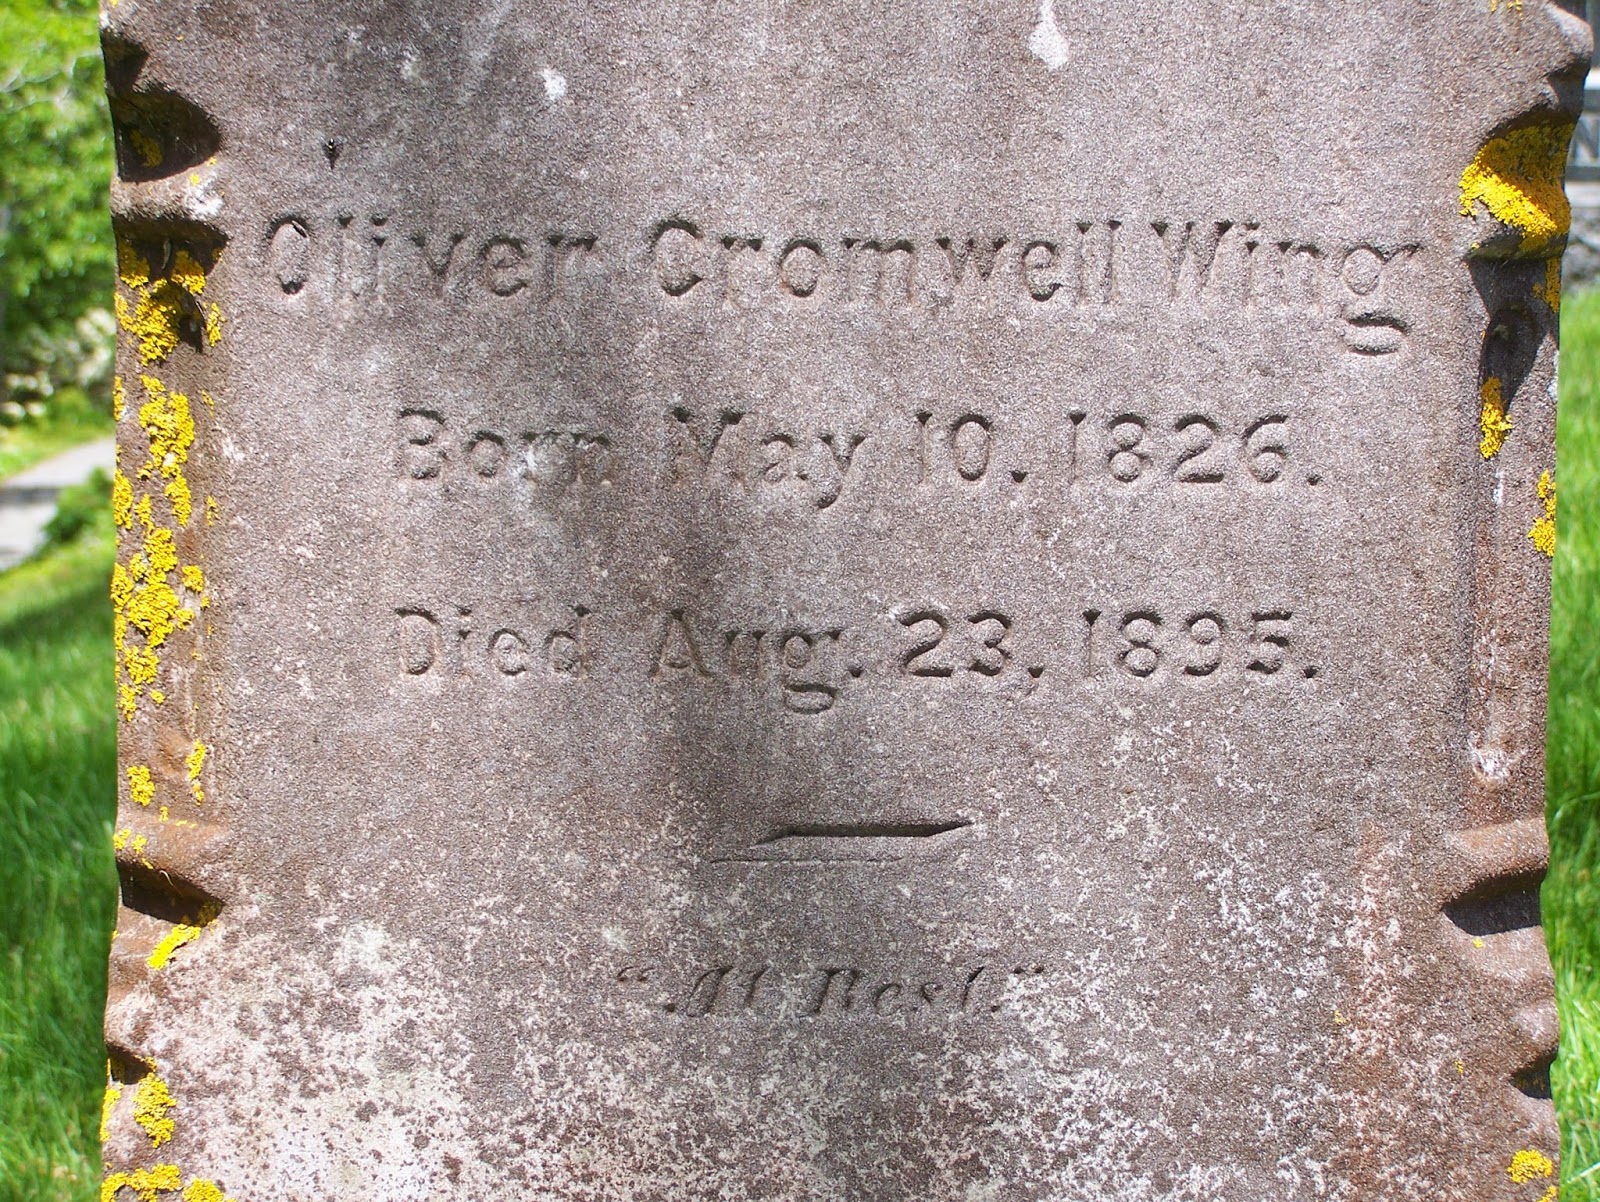 Oliver Cromwell Wing
Born May 10, 1826.
Died Aug. 23, 1895.
"At Rest."